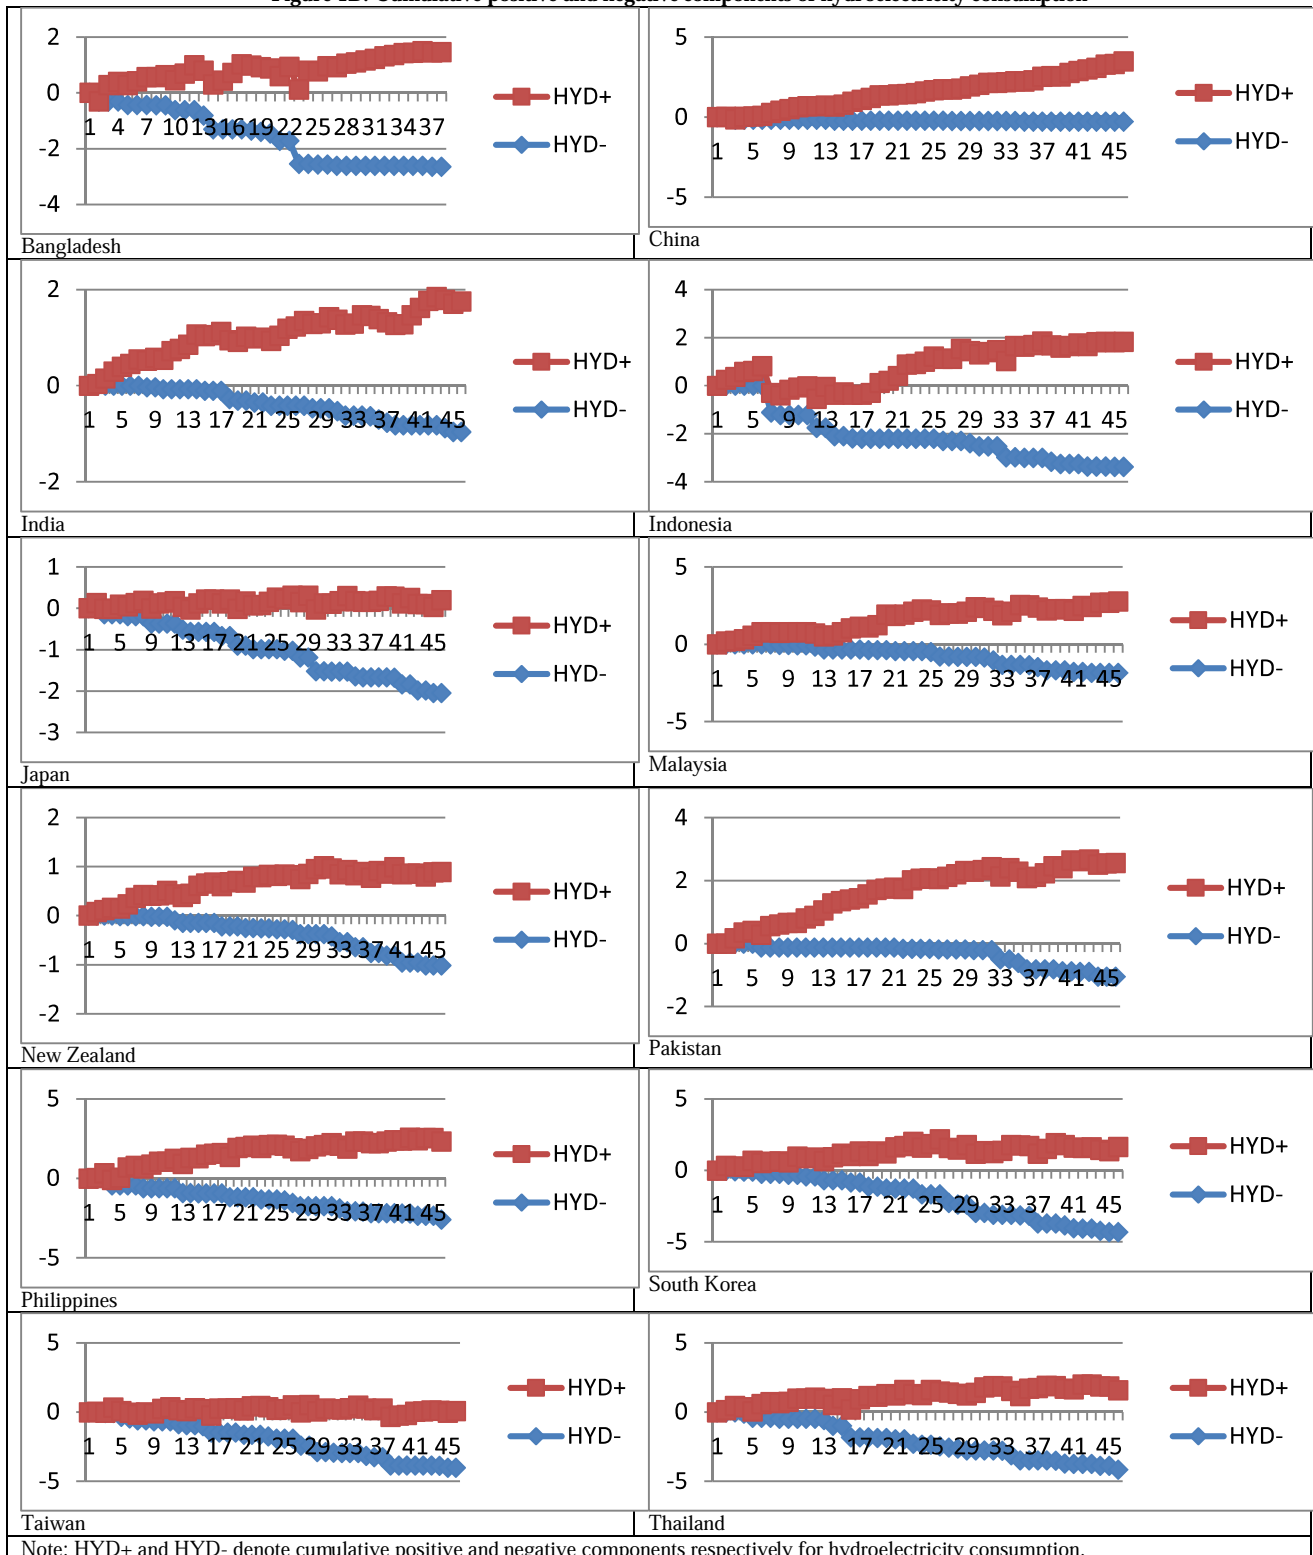 Figure 1B: Cumulative positive and negative components of hydroelectricity consumption
2
0
-2
-4
1 4 7 10 13 16 19 22 25 28 31 34 37
HYD+
HYD-
Bangladesh
5
0
-5
1 5 9 13 17 21 25 29 33 37 41 45
HYD+
HYD-
China
2
0
-2
1 5 9 13 17 21 25 29 33 37 41 45
HYD+
HYD-
India
4
2
0
-2
-4
1 5 9 13 17 21 25 29 33 37 41 45
HYD+
HYD-
Indonesia
1
0
-1
-2
-3
1 5 9 13 17 21 25 29 33 37 41 45
HYD+
HYD-
Japan
5
0
-5
1 5 9 13 17 21 25 29 33 37 41 45
HYD+
HYD-
Malaysia
2
1
0
-1
-2
1 5 9 13 17 21 25 29 33 37 41 45
HYD+
HYD-
New Zealand
4
2
0
-2
1 5 9 13 17 21 25 29 33 37 41 45
HYD+
HYD-
Pakistan
5
0
-5
1 5 9 13 17 21 25 29 33 37 41 45
HYD+
HYD-
Philippines
5
0
-5
1 5 9 13 17 21 25 29 33 37 41 45
HYD+
HYD-
South Korea
5
0
-5
1 5 9 13 17 21 25 29 33 37 41 45
HYD+
HYD-
Taiwan
5
0
-5
1 5 9 13 17 21 25 29 33 37 41 45
HYD+
HYD-
Thailand
Note: HYD+ and HYD- denote cumulative positive and negative components respectively for hydroelectricity consumption.